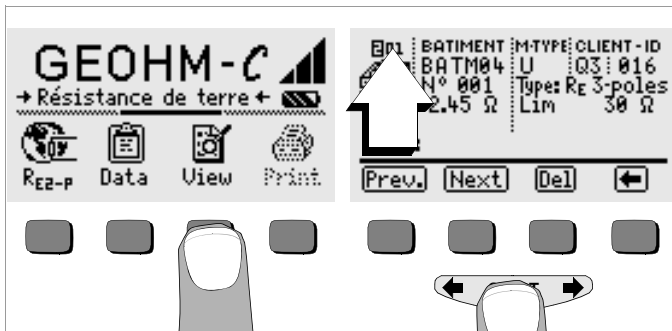 GEOHM-C
Résistance de terre
RE2-P Data View Print
BATIMENT M-TYPE CLIENT-ID
BATM04 U Q3 016
N° 001 Type: RE 3-poles
2.45 Ω Lim 30 Ω
Prev. Next Del